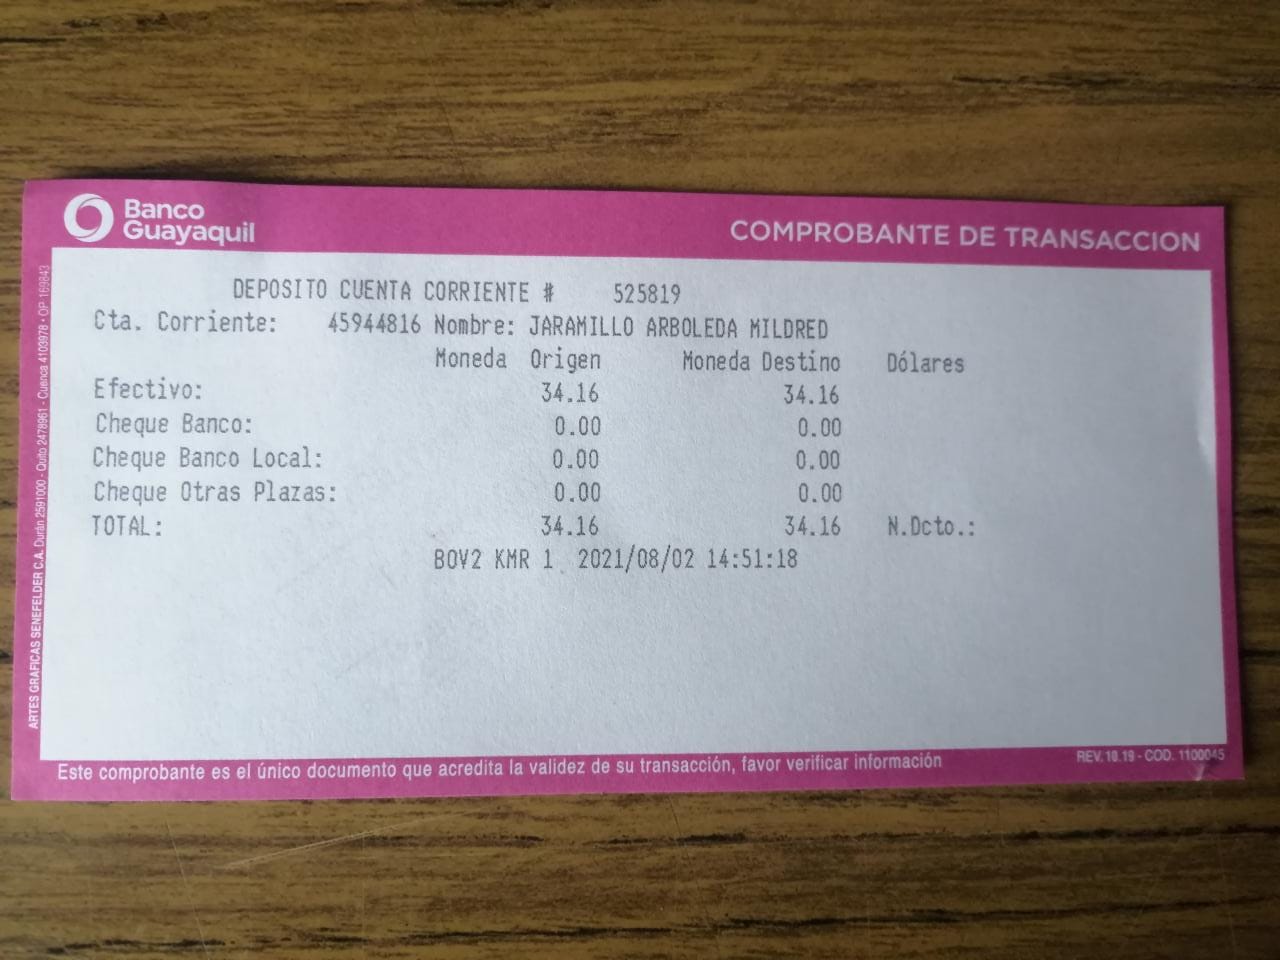 Banco
Guayaquil
COMPROBANTE DE TRANSACCION
DEPOSITO CUENTA CORRIENTE # 525819
Cta. Corriente: 45944816 Nombre: JARAMILLO ARBOLEDA MILDRED
Moneda Origen Moneda Destino Dólares
Efectivo: 34.16 34.16
Cheque Banco: 0.00 0.00
Cheque Banco Local: 0.00 0.00
Cheque Otras Plazas: 0.00 0.00
TOTAL: 34.16 34.16 N.Dcto.:
BOV2 KMR 1 2021/08/02 14:51:18
Este comprobante es el único documento que acredita la validez de su transacción, favor verificar información
REV. 10.19 - COD. 1100045
ARTES GRAFICAS SENEFELDER C.A. Durán 2591000 - Quito 2478961 - Cuenca 4103978 - OP 169843